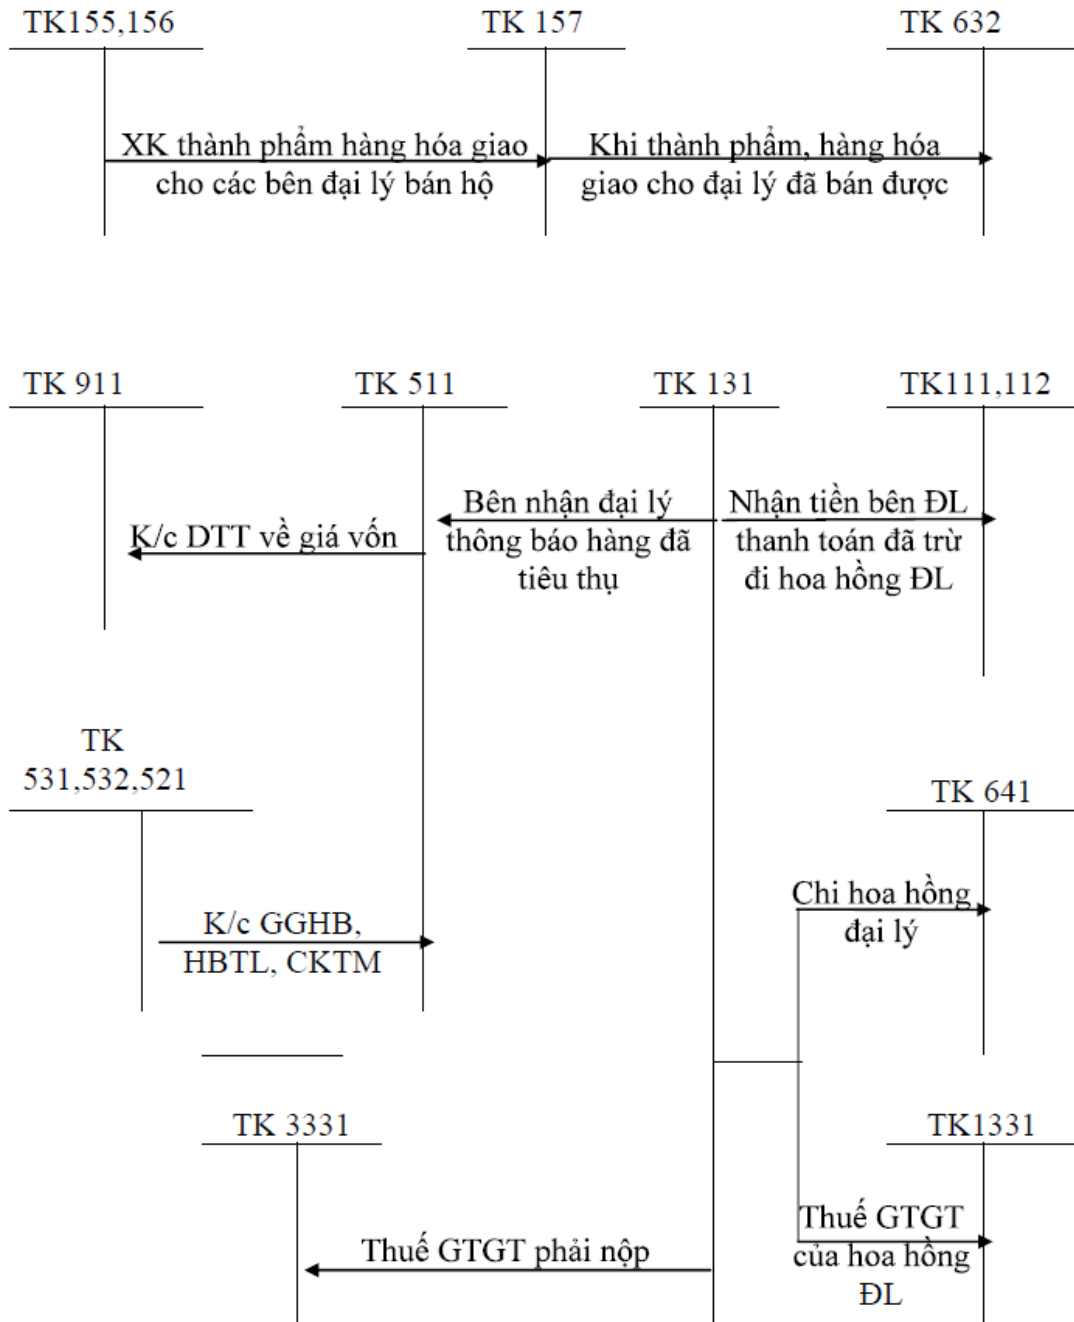 TK155,156
TK 157
TK 632
XK thành phẩm hàng hóa giao
cho các bên đại lý bán hộ
Khi thành phẩm, hàng hóa
giao cho đại lý đã bán được
TK 911
TK 511
TK 131
TK111,112
K/c DTT về giá vốn
Bên nhận đại lý
thông báo hàng đã
tiêu thụ
Nhận tiền bên ĐL
thanh toán đã trừ
đi hoa hồng ĐL
TK
531,532,521
TK 641
K/c GGHB,
HBTL, CKTM
Chi hoa hồng
đại lý
TK 3331
TK1331
Thuế GTGT phải nộp
Thuế GTGT
của hoa hồng
ĐL